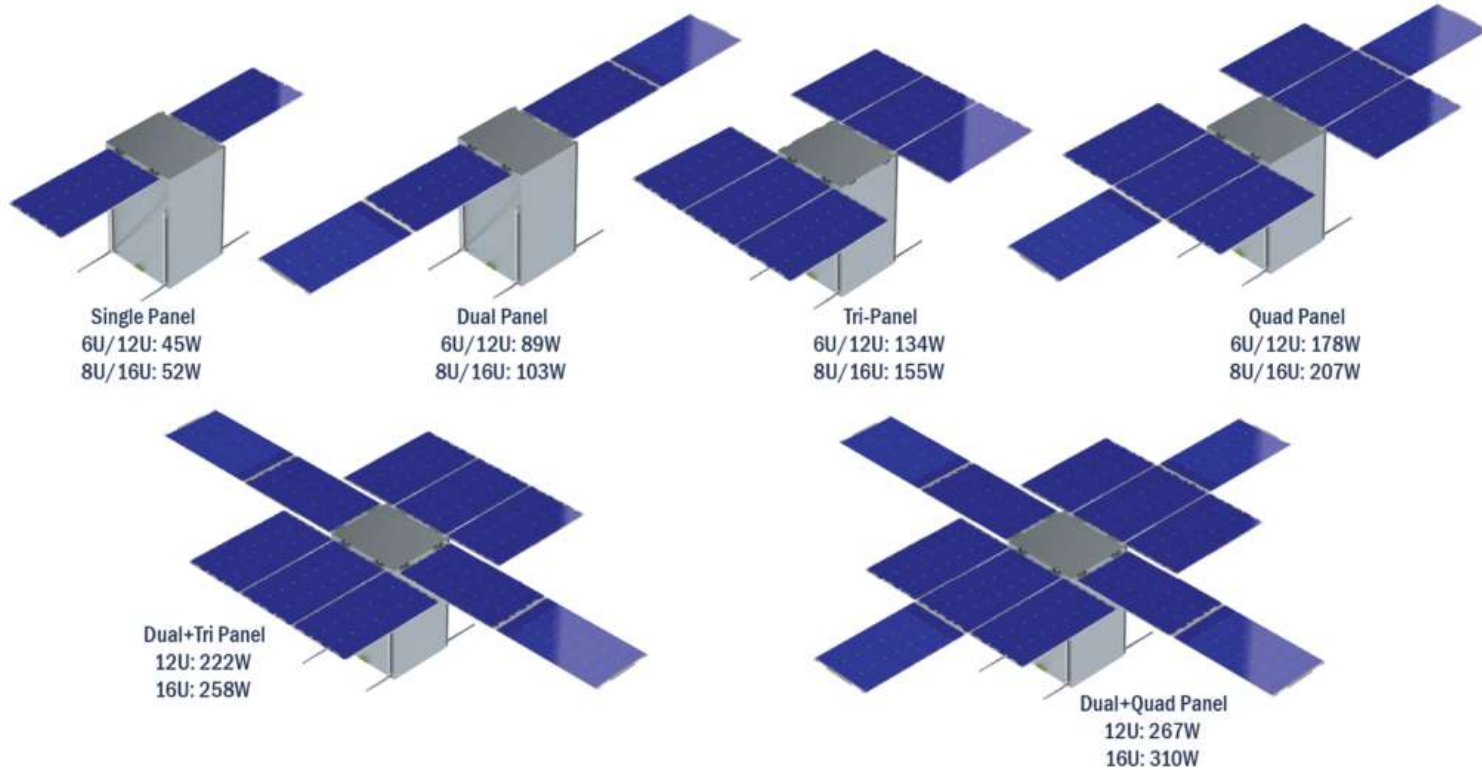 Single Panel
6U/12U: 45W
8U/16U: 52W
Dual Panel
6U/12U: 89W
8U/16U: 103W
Tri-Panel
6U/12U: 134W
8U/16U: 155W
Quad Panel
6U/12U: 178W
8U/16U: 207W
Dual+Tri Panel
12U: 222W
16U: 258W
Dual+Quad Panel
12U: 267W
16U: 310W